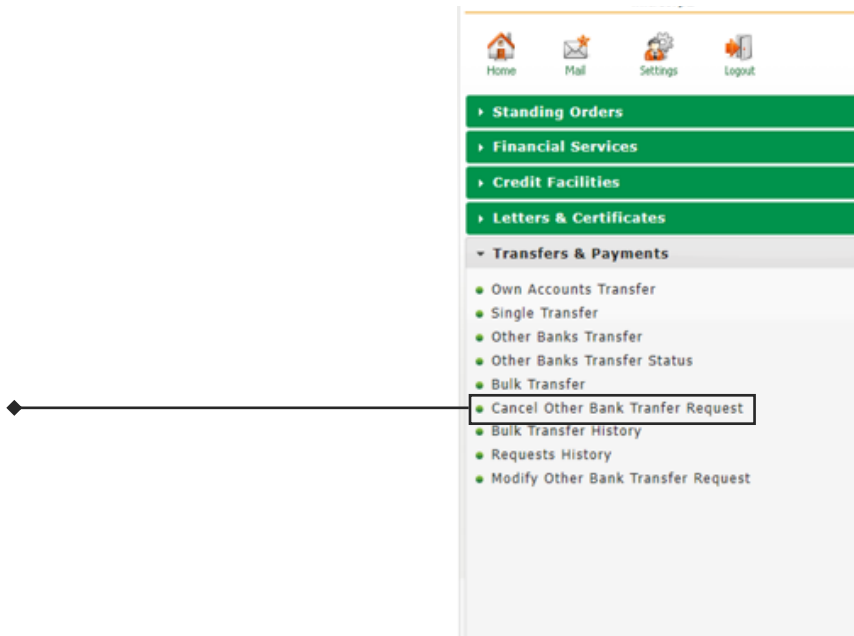 Home Mail Settings Logout
Standing Orders
Financial Services
Credit Facilities
Letters & Certificates
Transfers & Payments
Own Accounts Transfer
Single Transfer
Other Banks Transfer
Other Banks Transfer Status
Bulk Transfer
Cancel Other Bank Tranfer Request
Bulk Transfer History
Requests History
Modify Other Bank Transfer Request